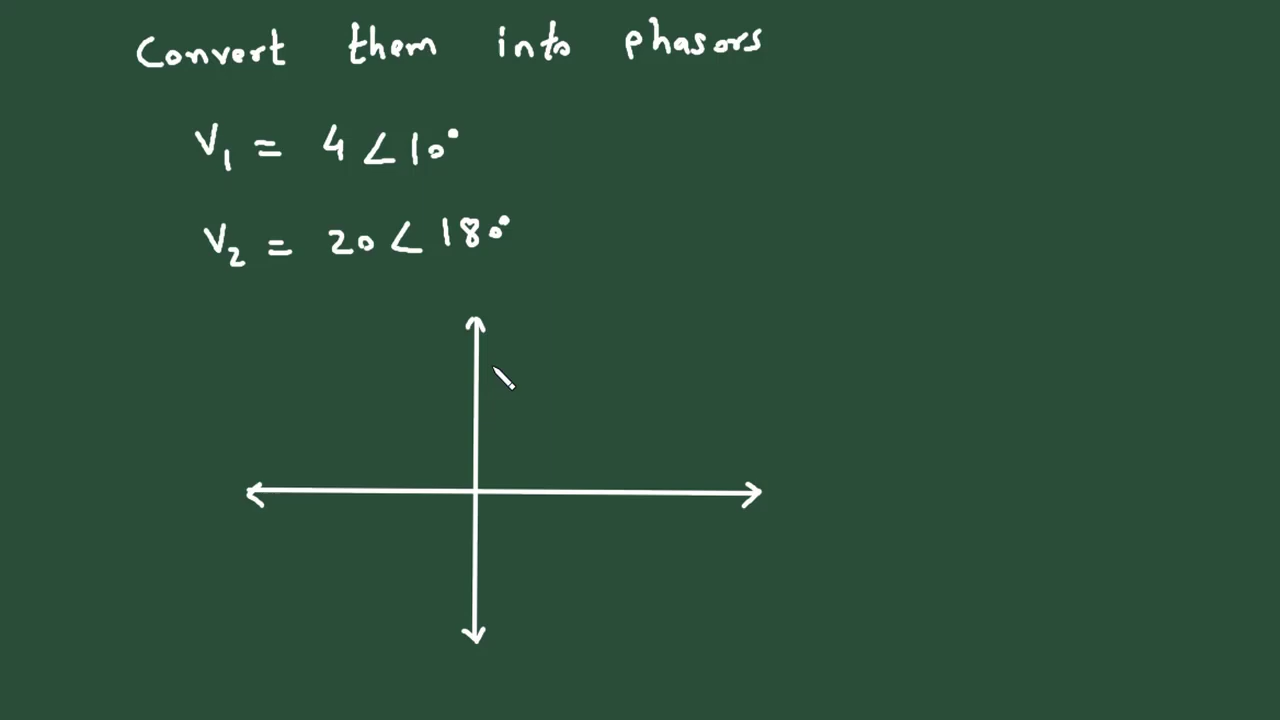 Convert them into phasors
V₁ = 4∠10°
V₂ = 20∠180°